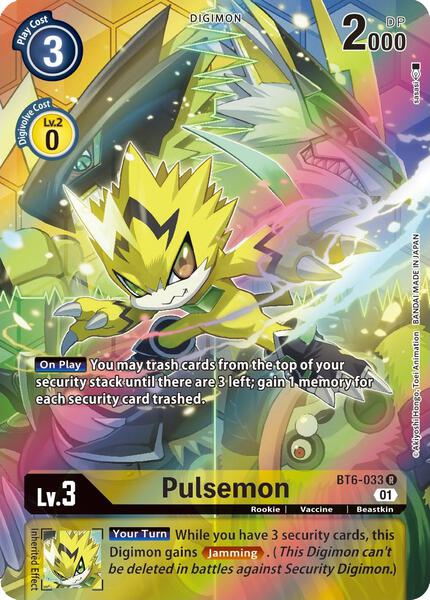 Play Cost
3
DIGIMON
DP
2000
Digivolve Cost
Lv.2
0
sasasi
©Akiyoshi Hongo, Toei Animation BANDAI MADE IN JAPAN
On Play You may trash cards from the top of your
security stack until there are 3 left; gain 1 memory for
each security card trashed.
Lv.3
Pulsemon
BT6-033 R
01
Rookie | Vaccine | Beastkin
Inherited Effect
Your Turn While you have 3 security cards, this
Digimon gains Jamming. (This Digimon can't
be deleted in battles against Security Digimon.)